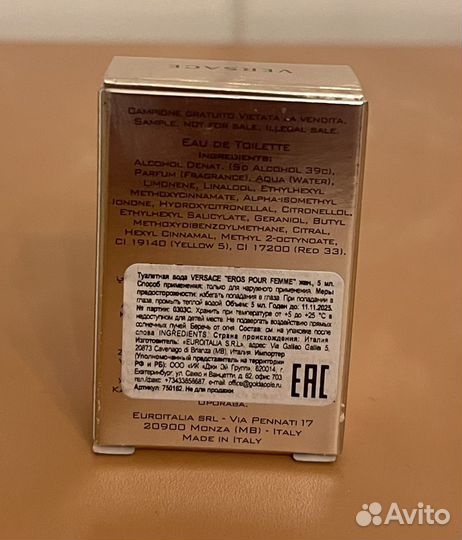 VERSACE
CAMPIONE GRATUITO VIETATA LA VENDITA.
SAMPLE, NOT FOR SALE, ILLEGAL SALE.
EAU DE TOILETTE
INGREDIENTS:
ALCOHOL DENAT. (SD ALCOHOL 39C),
PARFUM (FRAGRANCE), AQUA (WATER),
LIMONENE, LINALOOL, ETHYLHEXYL
METHOXYCINNAMATE, ALPHA-ISOMETHYL
IONONE, HYDROXYCITRONELLAL, CITRONELLOL,
ETHYLHEXYL SALICYLATE, GERANIOL, BUTYL
METHOXYDIBENZOYLMETHANE, CITRAL,
HEXYL CINNAMAL, METHYL 2-OCTYNOATE,
CI 19140 (YELLOW 5), CI 17200 (RED 33).
Туалетная вода VERSACE "EROS POUR FEMME" жен., 5 мл.
Способ применения: только для наружного применения. Меры
предосторожности: избегать попадания в глаза. При попадании в
глаза, промыть теплой водой. Объем: 5 мл. Годен до: 11.11.2025.
№ партии: 0303C. Хранить при температуре от +5 до +25 °С в
недоступном для детей месте. Не подвергать воздействию прямых
солнечных лучей. Беречь от огня. Состав: см. на упаковке после
слова INGREDIENTS. Страна происхождения: Италия
Изготовитель: «EUROITALIA S.R.L», адрес: Via Galileo Galilei 5,
20873 Cavenago di Brianza (MB), Италия. Импортер
(Уполномоченный представитель на территории
РФ и РБ): ООО «ИК «Джи Эй Групп», 620014, г.
Екатеринбург, ул. Сакко и Ванцетти, д. 62, офис 703
тел./факс: +73433858687, e-mail: office@goldapple.ru
Артикул: 750162. Не для продажи
EAC
UPORABA.
EUROITALIA SRL - VIA PENNATI 17
20900 MONZA (MB) - ITALY
MADE IN ITALY
Avito